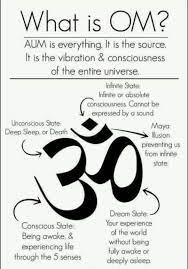 What is OM?
AUM is everything. It is the source.
It is the vibration & consciousness
of the entire universe.
Infinite State:
Infinite or absolute
consciousness. Cannot be
expressed by a sound
Unconscious State:
Deep Sleep, or Death
Maya:
Illusion
preventing us
from infinite
state.
ॐ
Conscious State:
Being awake, &
experiencing life
through the 5 senses
Dream State:
Your experience
of the world
without being
fully awake or
deeply asleep.